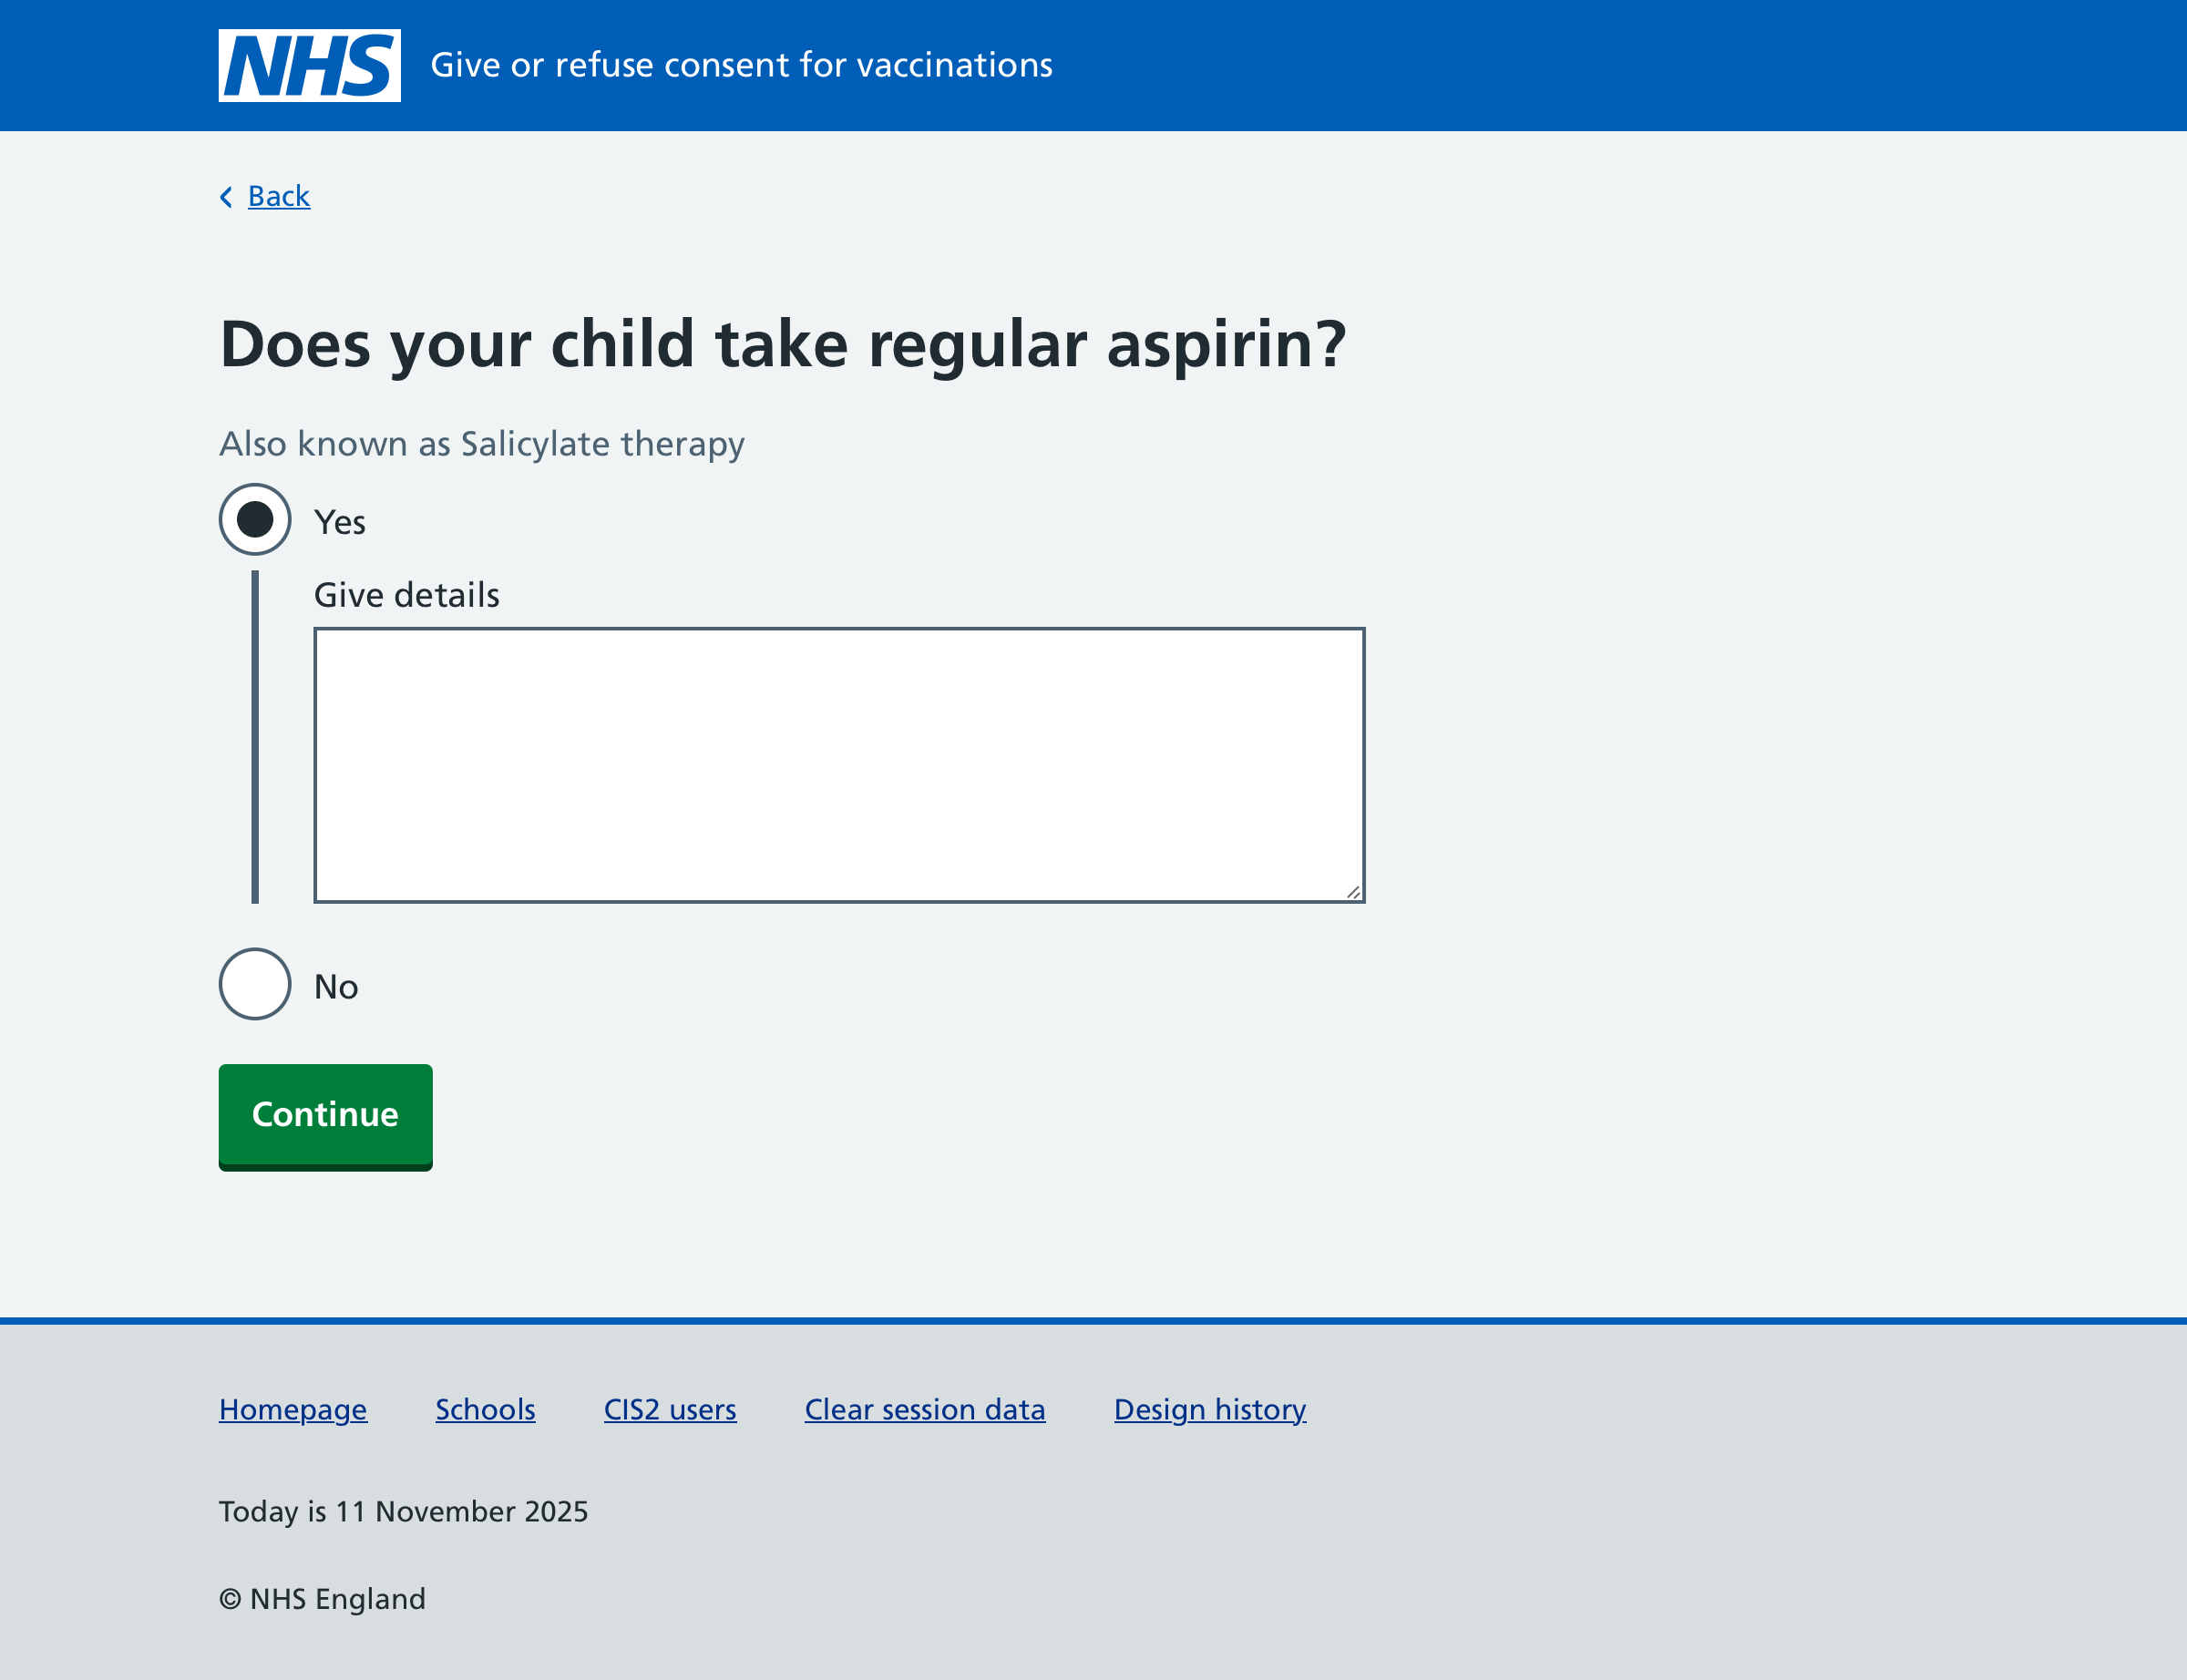 NHS Give or refuse consent for vaccinations
Back
Does your child take regular aspirin?
Also known as Salicylate therapy
Yes
Give details
No
Continue
Homepage Schools CIS2 users Clear session data Design history
Today is 11 November 2025
© NHS England